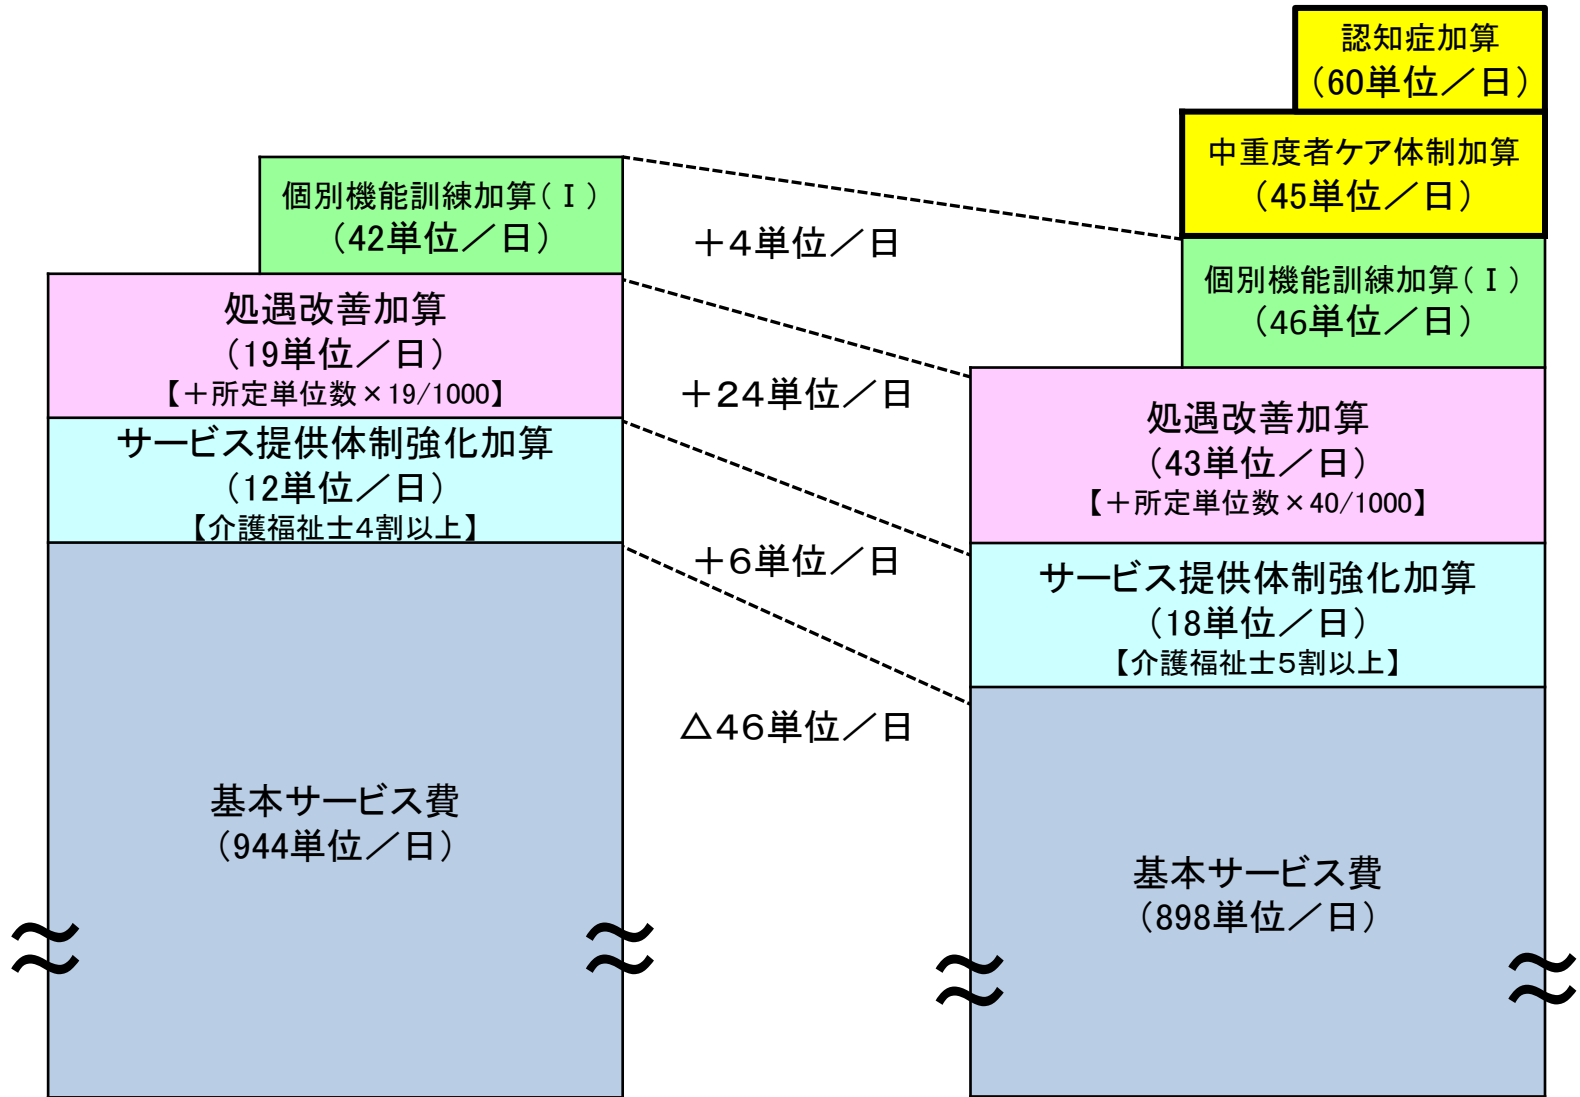 個別機能訓練加算(Ⅰ)
(42単位/日)
処遇改善加算
(19単位/日)
【+所定単位数×19/1000】
サービス提供体制強化加算
(12単位/日)
【介護福祉士4割以上】
基本サービス費
(944単位/日)
+4単位/日
+24単位/日
+6単位/日
△46単位/日
認知症加算
(60単位/日)
中重度者ケア体制加算
(45単位/日)
個別機能訓練加算(Ⅰ)
(46単位/日)
処遇改善加算
(43単位/日)
【+所定単位数×40/1000】
サービス提供体制強化加算
(18単位/日)
【介護福祉士5割以上】
基本サービス費
(898単位/日)